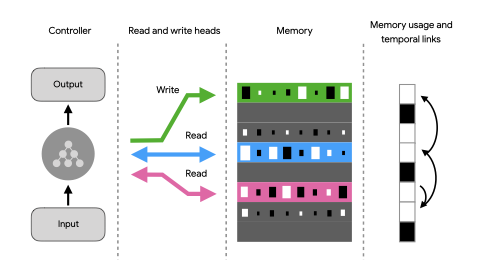 Controller
Read and write heads
Memory
Memory usage and
temporal links
Output
Write
Read
Read
Input